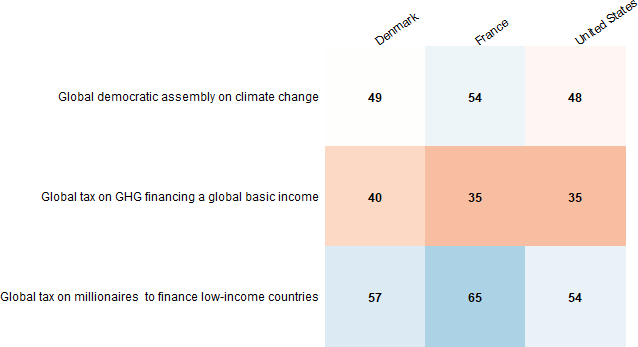 Denmark France United States
Global democratic assembly on climate change 49 54 48
Global tax on GHG financing a global basic income 40 35 35
Global tax on millionaires  to finance low-income countries 57 65 54